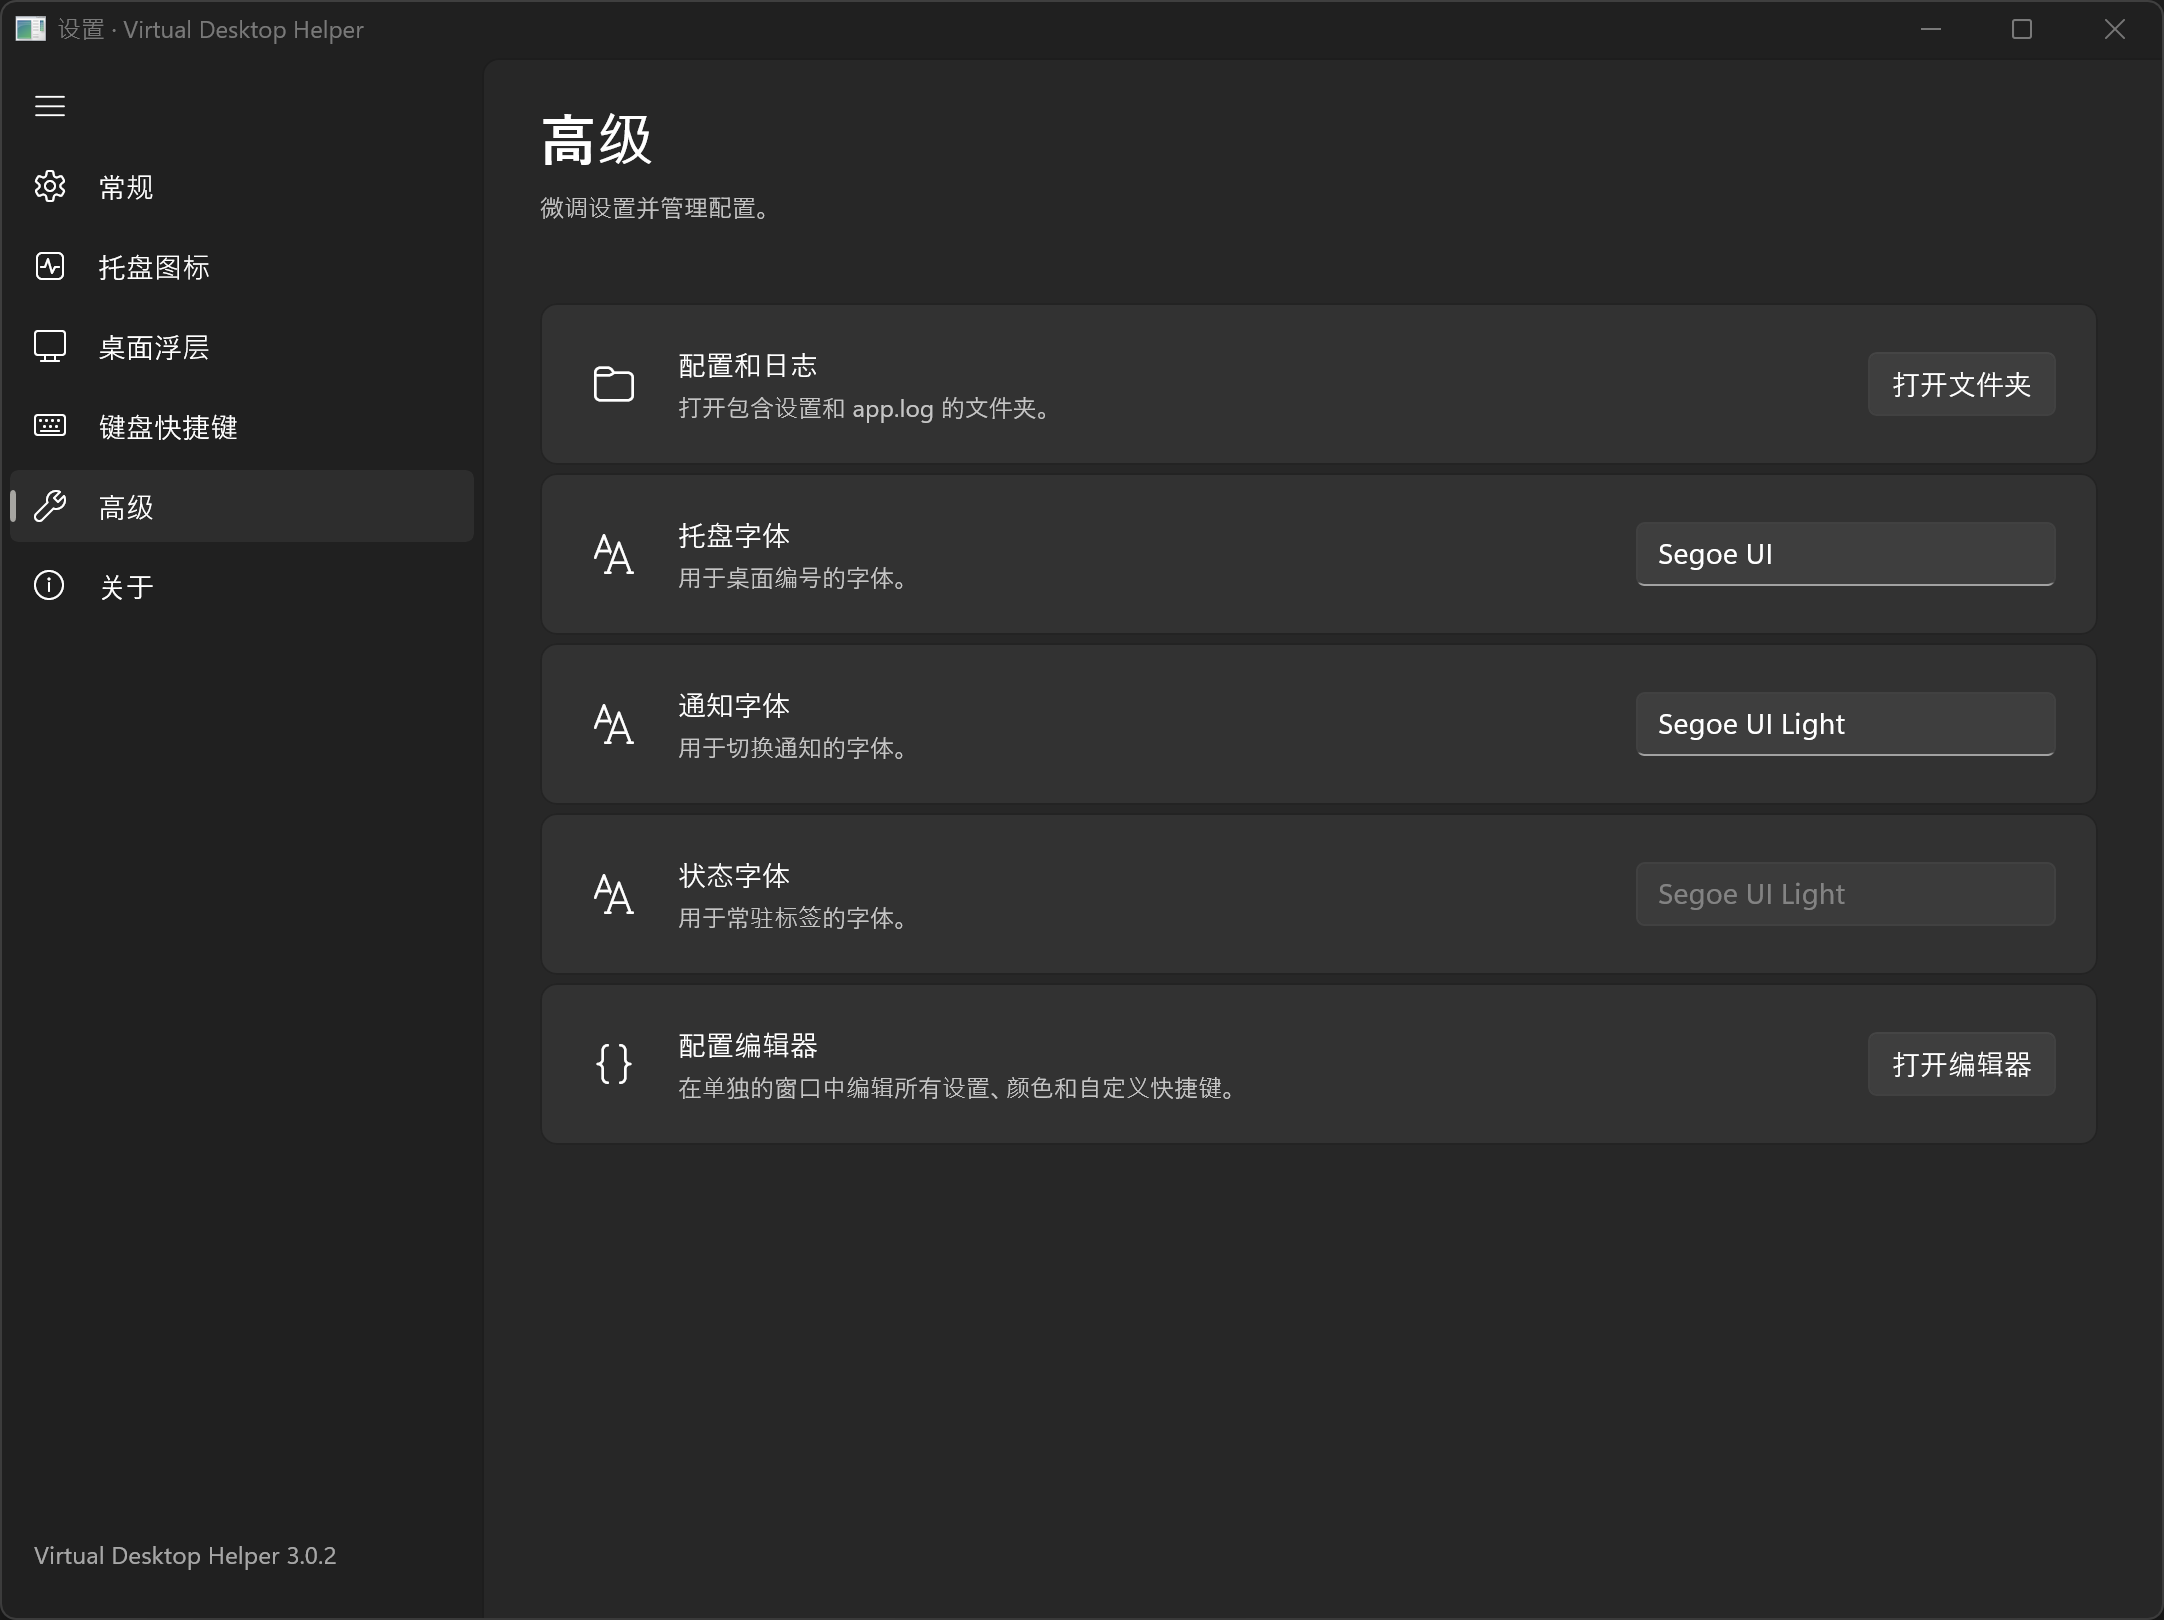 设置 · Virtual Desktop Helper
常规
托盘图标
桌面浮层
键盘快捷键
高级
关于
Virtual Desktop Helper 3.0.2
高级
微调设置并管理配置。
配置和日志
打开包含设置和 app.log 的文件夹。
打开文件夹
托盘字体
用于桌面编号的字体。
Segoe UI
通知字体
用于切换通知的字体。
Segoe UI Light
状态字体
用于常驻标签的字体。
Segoe UI Light
配置编辑器
在单独的窗口中编辑所有设置、颜色和自定义快捷键。
打开编辑器